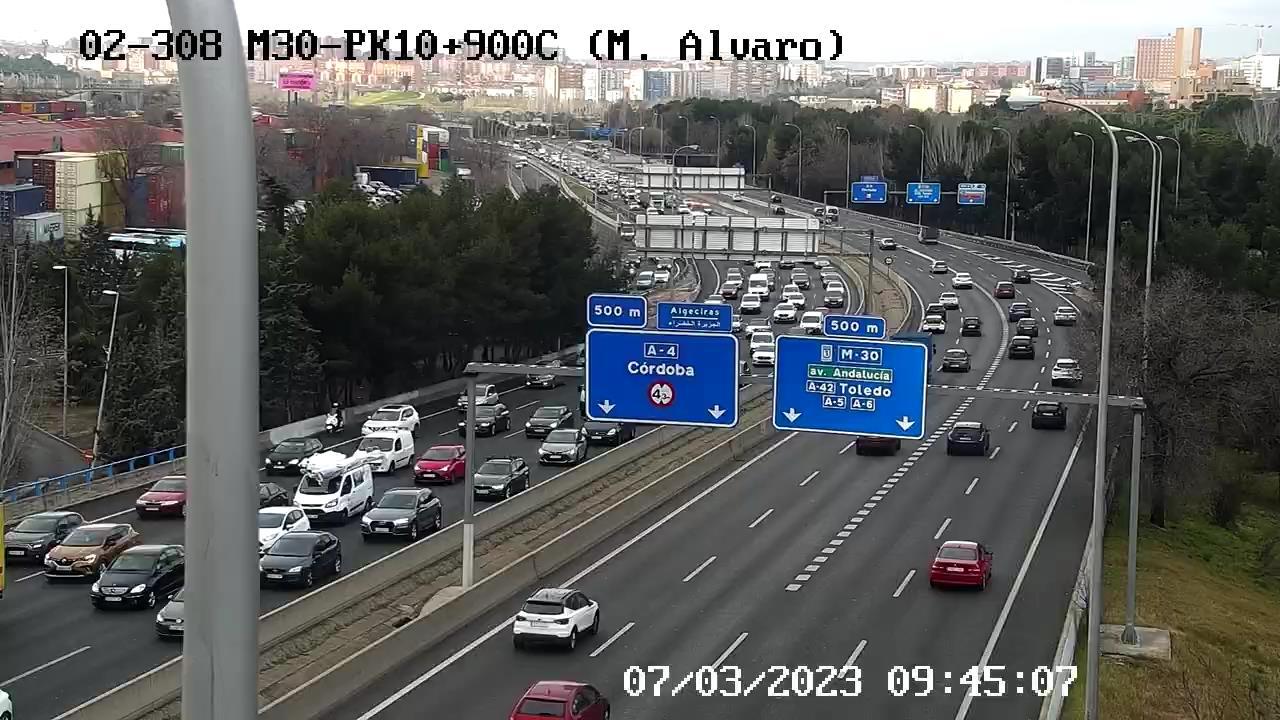 02-308 M30-PK10+900C (M. Alvaro)
500 m
Algeciras
الجزيرة الخضراء
A-4
Córdoba
500 m
M-30
av. Andalucía
A-42 Toledo
A-5 A-6
07/03/2023 09:45:07